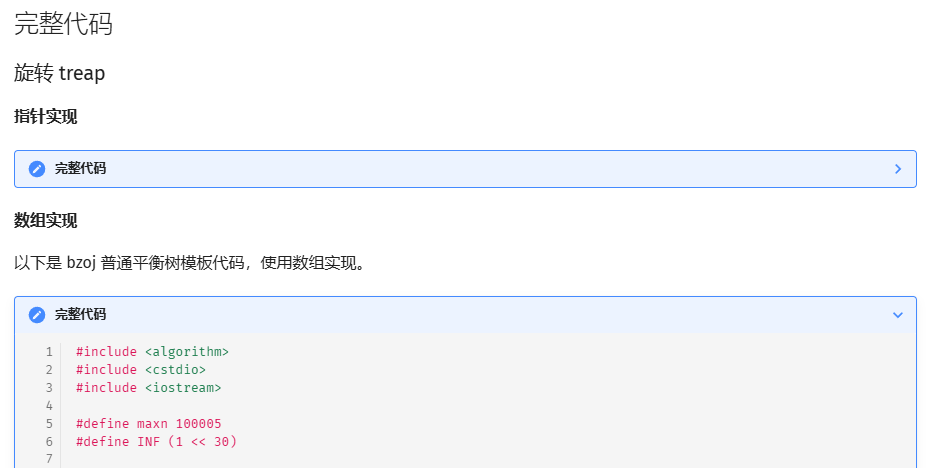 完整代码
旋转 treap
指针实现
完整代码
数组实现
以下是 bzoj 普通平衡树模板代码，使用数组实现。
完整代码
1 #include <algorithm>
2 #include <cstdio>
3 #include <iostream>
4
5 #define maxn 100005
6 #define INF (1 << 30)
7